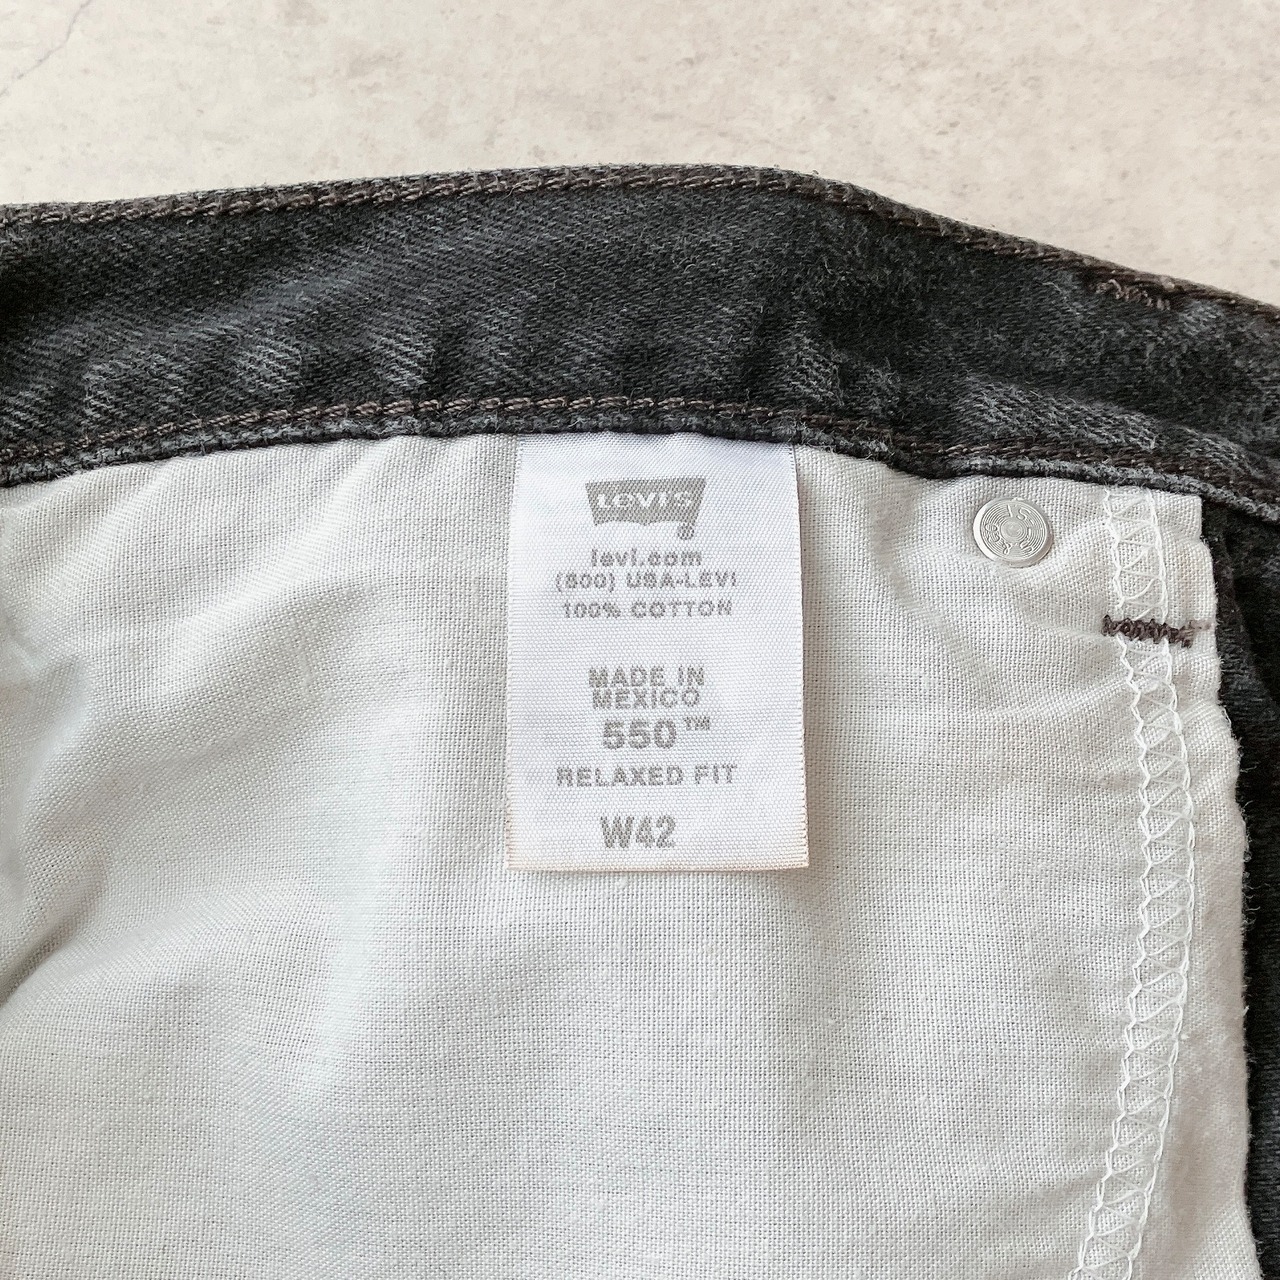 LEVI'S
®
levi.com
(800) USA-LEVI
100% COTTON
MADE IN
MEXICO
550™
RELAXED FIT
W42